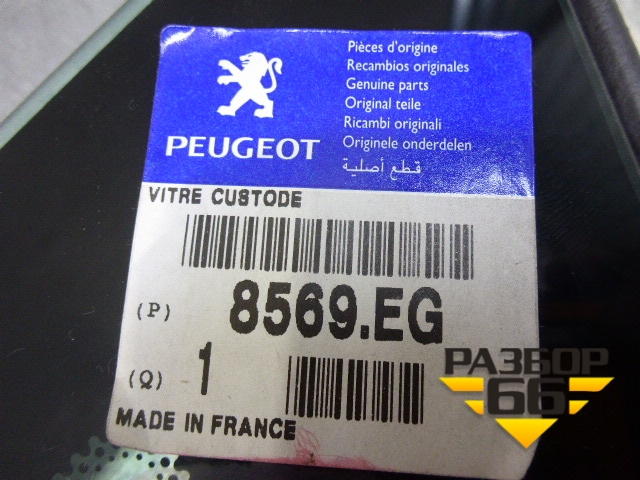 Pièces d'origine
Recambios originales
Genuine parts
Original teile
Ricambi originali
Originele onderdelen
قطع أصلية
PEUGEOT
VITRE CUSTODE
(P) 8569.EG
(Q) 1
MADE IN FRANCE
РАЗБОР
66